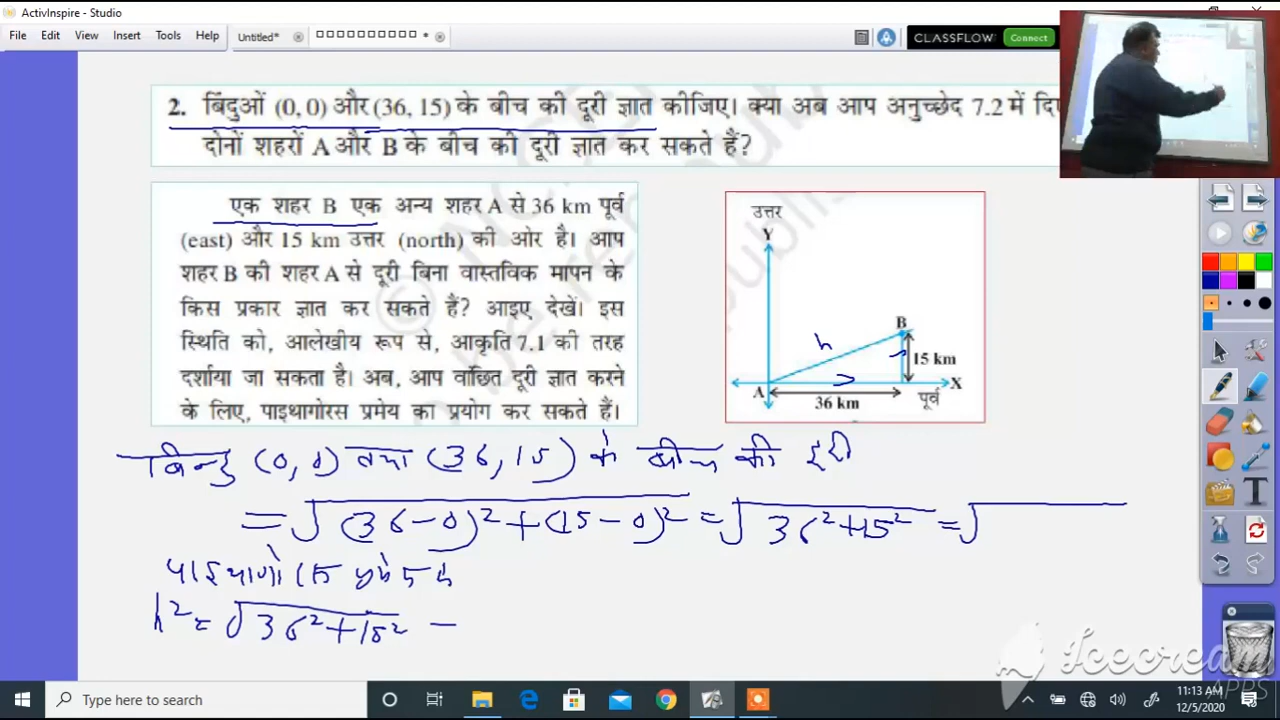 ActivInspire - Studio
File Edit View Insert Tools Help Untitled*
CLASSFLOW Connect
2. बिंदुओं (0, 0) और (36, 15) के बीच की दूरी ज्ञात कीजिए। क्या अब आप अनुच्छेद 7.2 में दिए
दोनों शहरों A और B के बीच की दूरी ज्ञात कर सकते हैं?
एक शहर B एक अन्य शहर A से 36 km पूर्व
(east) और 15 km उत्तर (north) की ओर है। आप
शहर B की शहर A से दूरी बिना वास्तविक मापन के
किस प्रकार ज्ञात कर सकते हैं? आइए देखें। इस
स्थिति को, आलेखीय रूप से, आकृति 7.1 की तरह
दर्शाया जा सकता है। अब, आप वांछित दूरी ज्ञात करने
के लिए, पाइथागोरस प्रमेय का प्रयोग कर सकते हैं।
उत्तर
Y
B
h
15 km
A
X
36 km
पूर्व
बिन्दु (0, 0) तथा (36, 15) के बीच की दूरी
= √(36-0)² + (15-0)² = √36² + 15² = √
h² = √36² + 15² =
Icecream
APPS
Type here to search
11:13 AM
12/5/2020